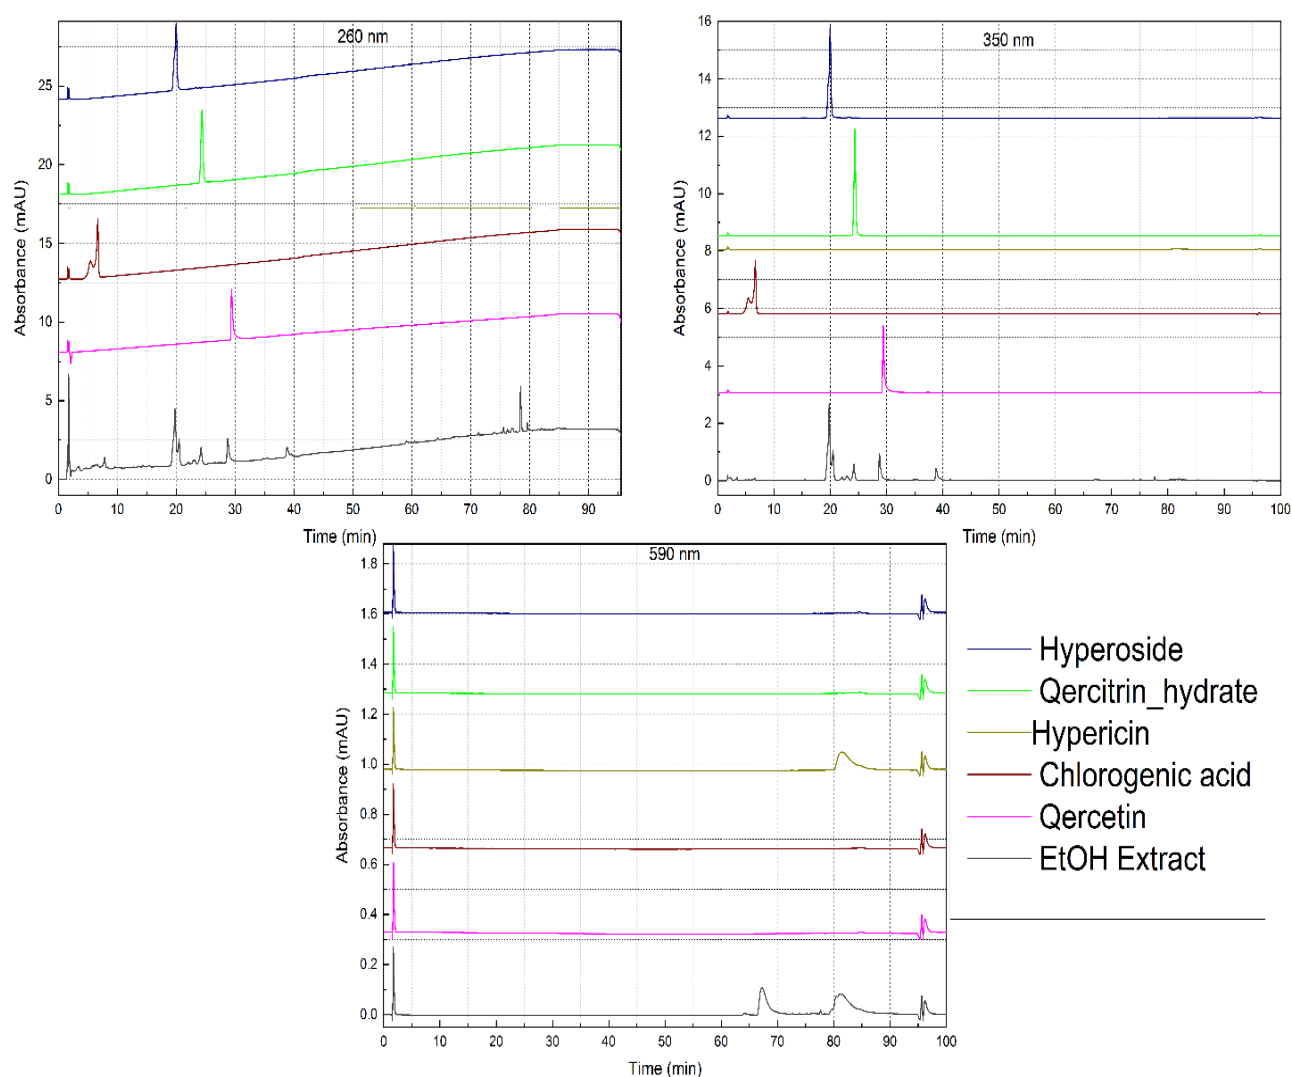 260 nm
25
20
15
10
5
0
Absorbance (mAU)
0 10 20 30 40 50 60 70 80 90
Time (min)
350 nm
16
14
12
10
8
6
4
2
0
Absorbance (mAU)
0 10 20 30 40 50 60 70 80 90 100
Time (min)
590 nm
1.8
1.6
1.4
1.2
1.0
0.8
0.6
0.4
0.2
0.0
Absorbance (mAU)
0 10 20 30 40 50 60 70 80 90 100
Time (min)
Hyperoside
Qercitrin_hydrate
Hypericin
Chlorogenic acid
Qercetin
EtOH Extract